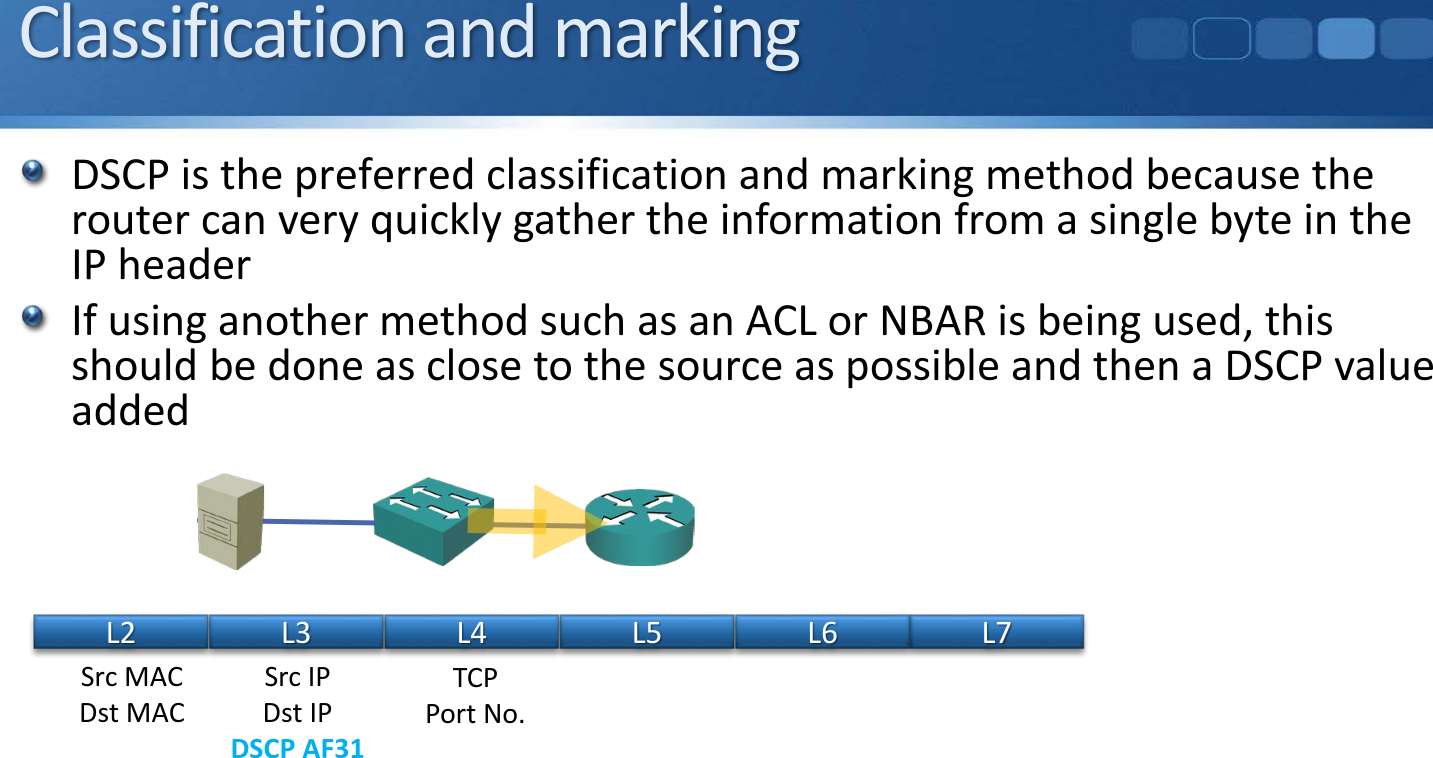 Classification and marking
DSCP is the preferred classification and marking method because the
router can very quickly gather the information from a single byte in the
IP header
If using another method such as an ACL or NBAR is being used, this
should be done as close to the source as possible and then a DSCP value
added
L2 L3 L4 L5 L6 L7
Src MAC Src IP TCP
Dst MAC Dst IP Port No.
DSCP AF31